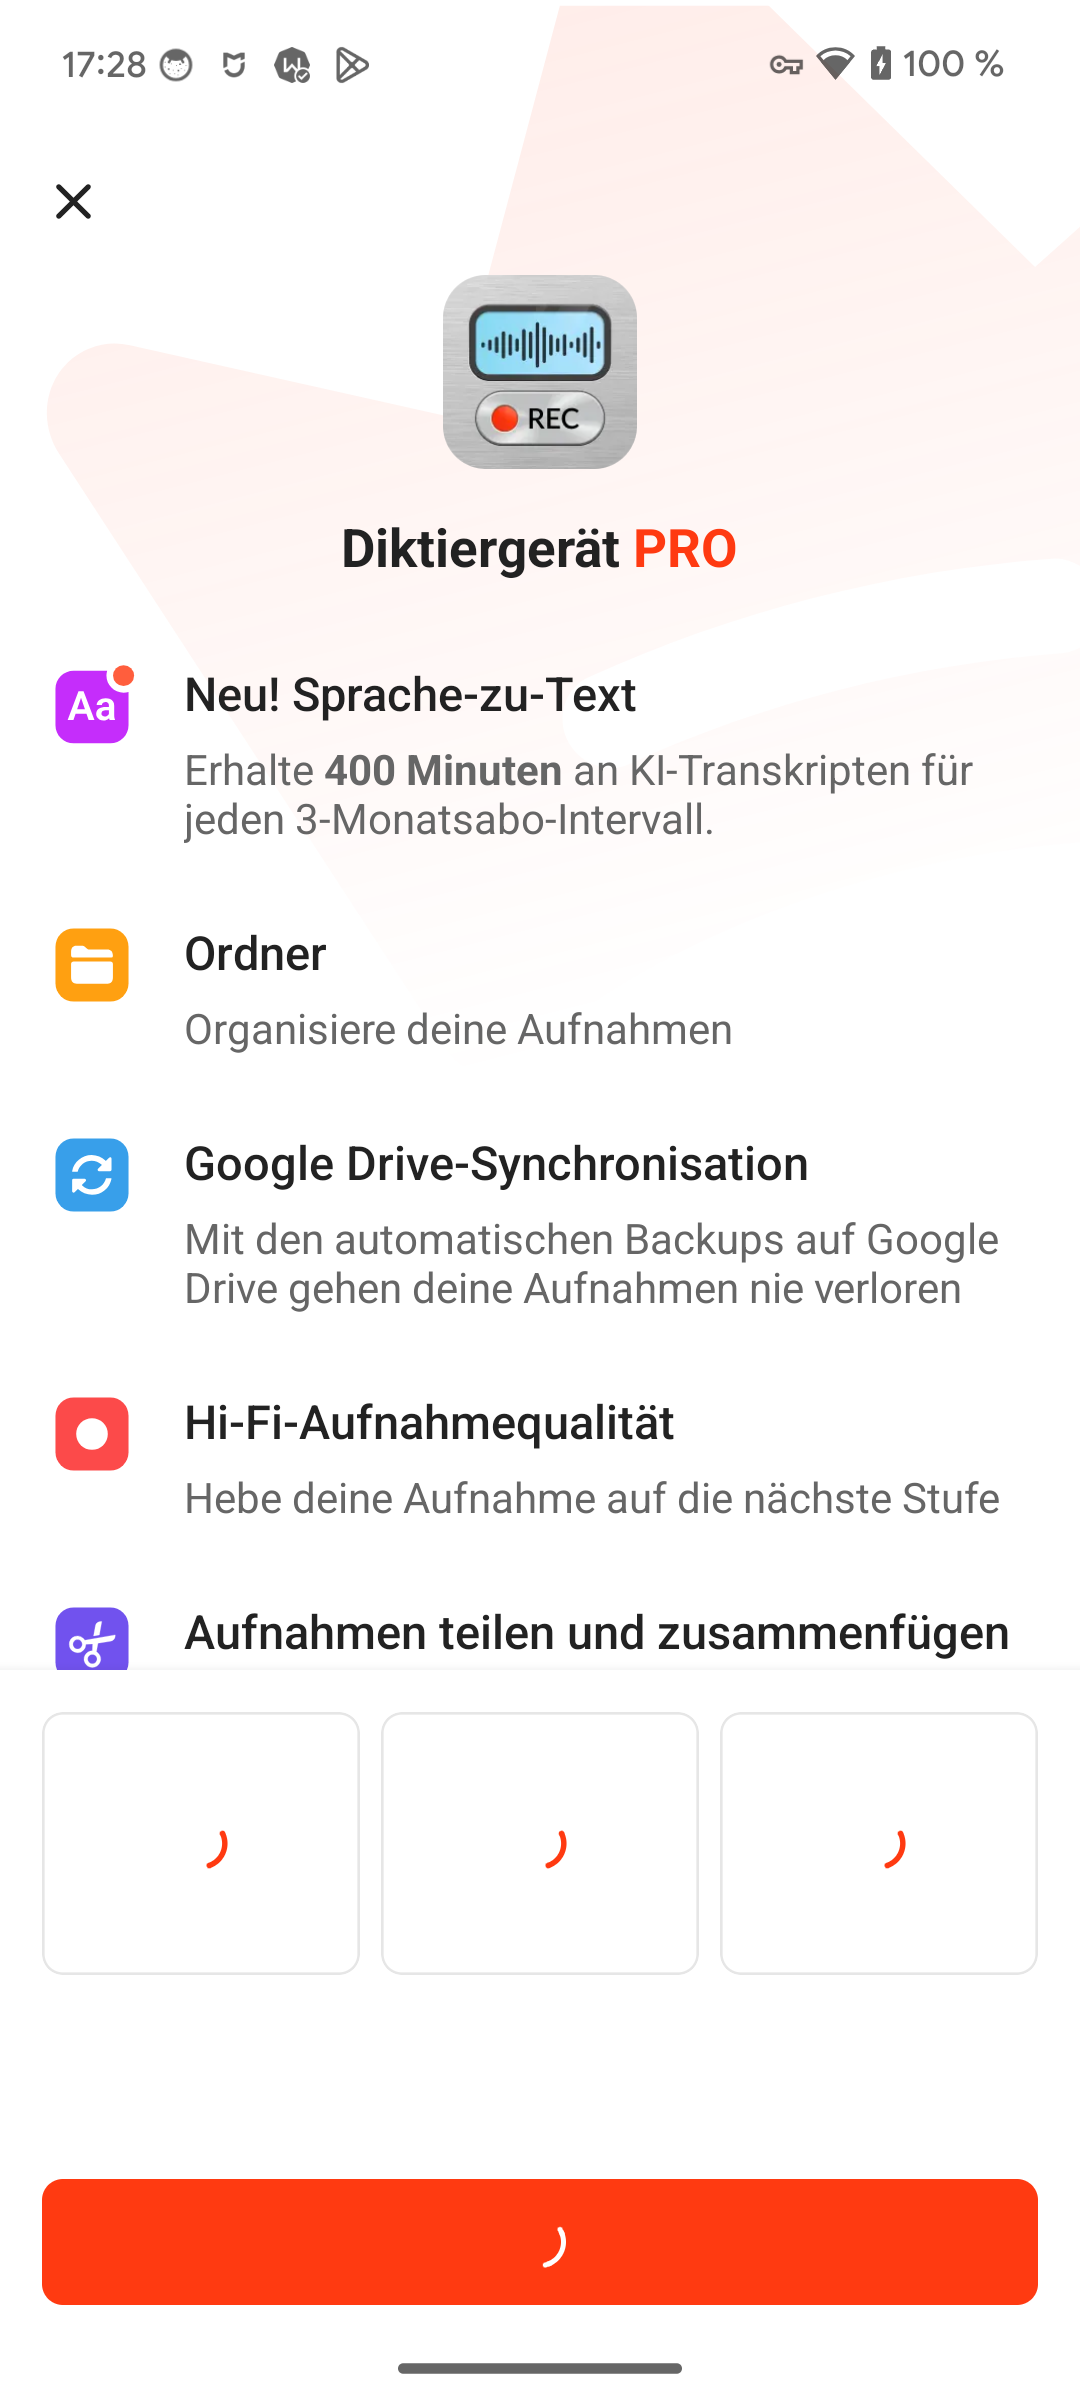 17:28
100 %
REC
Diktiergerät PRO
Aa
Neu! Sprache-zu-Text
Erhalte 400 Minuten an KI-Transkripten für
jeden 3-Monatsabo-Intervall.
Ordner
Organisiere deine Aufnahmen
Google Drive-Synchronisation
Mit den automatischen Backups auf Google
Drive gehen deine Aufnahmen nie verloren
Hi-Fi-Aufnahmequalität
Hebe deine Aufnahme auf die nächste Stufe
Aufnahmen teilen und zusammenfügen